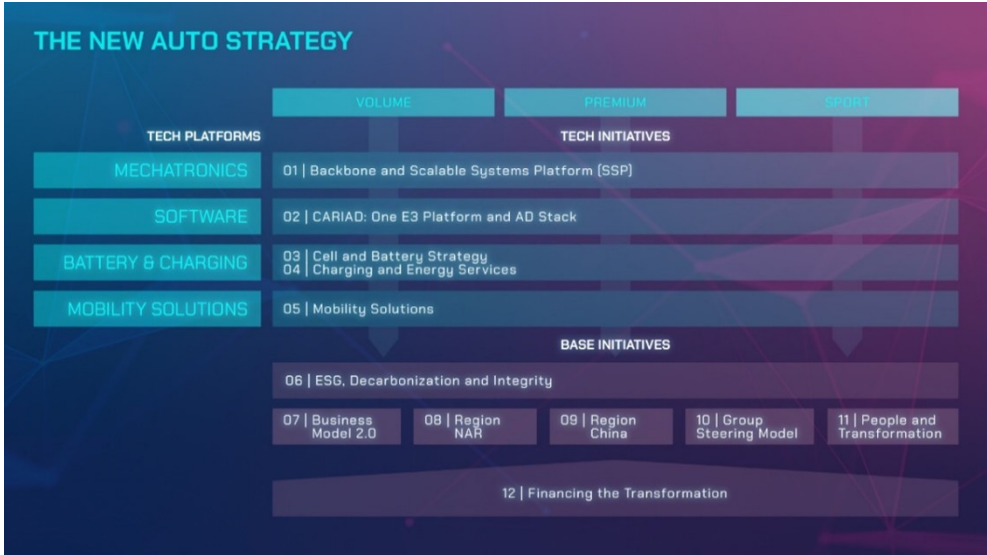 THE NEW AUTO STRATEGY
VOLUME
PREMIUM
SPORT
TECH PLATFORMS
TECH INITIATIVES
MECHATRONICS
01 | Backbone and Scalable Systems Platform (SSP)
SOFTWARE
02 | CARIAD: One E3 Platform and AD Stack
BATTERY & CHARGING
03 | Cell and Battery Strategy
04 | Charging and Energy Services
MOBILITY SOLUTIONS
05 | Mobility Solutions
BASE INITIATIVES
06 | ESG, Decarbonization and Integrity
07 | Business
Model 2.0
08 | Region
NAR
09 | Region
China
10 | Group
Steering Model
11 | People and
Transformation
12 | Financing the Transformation